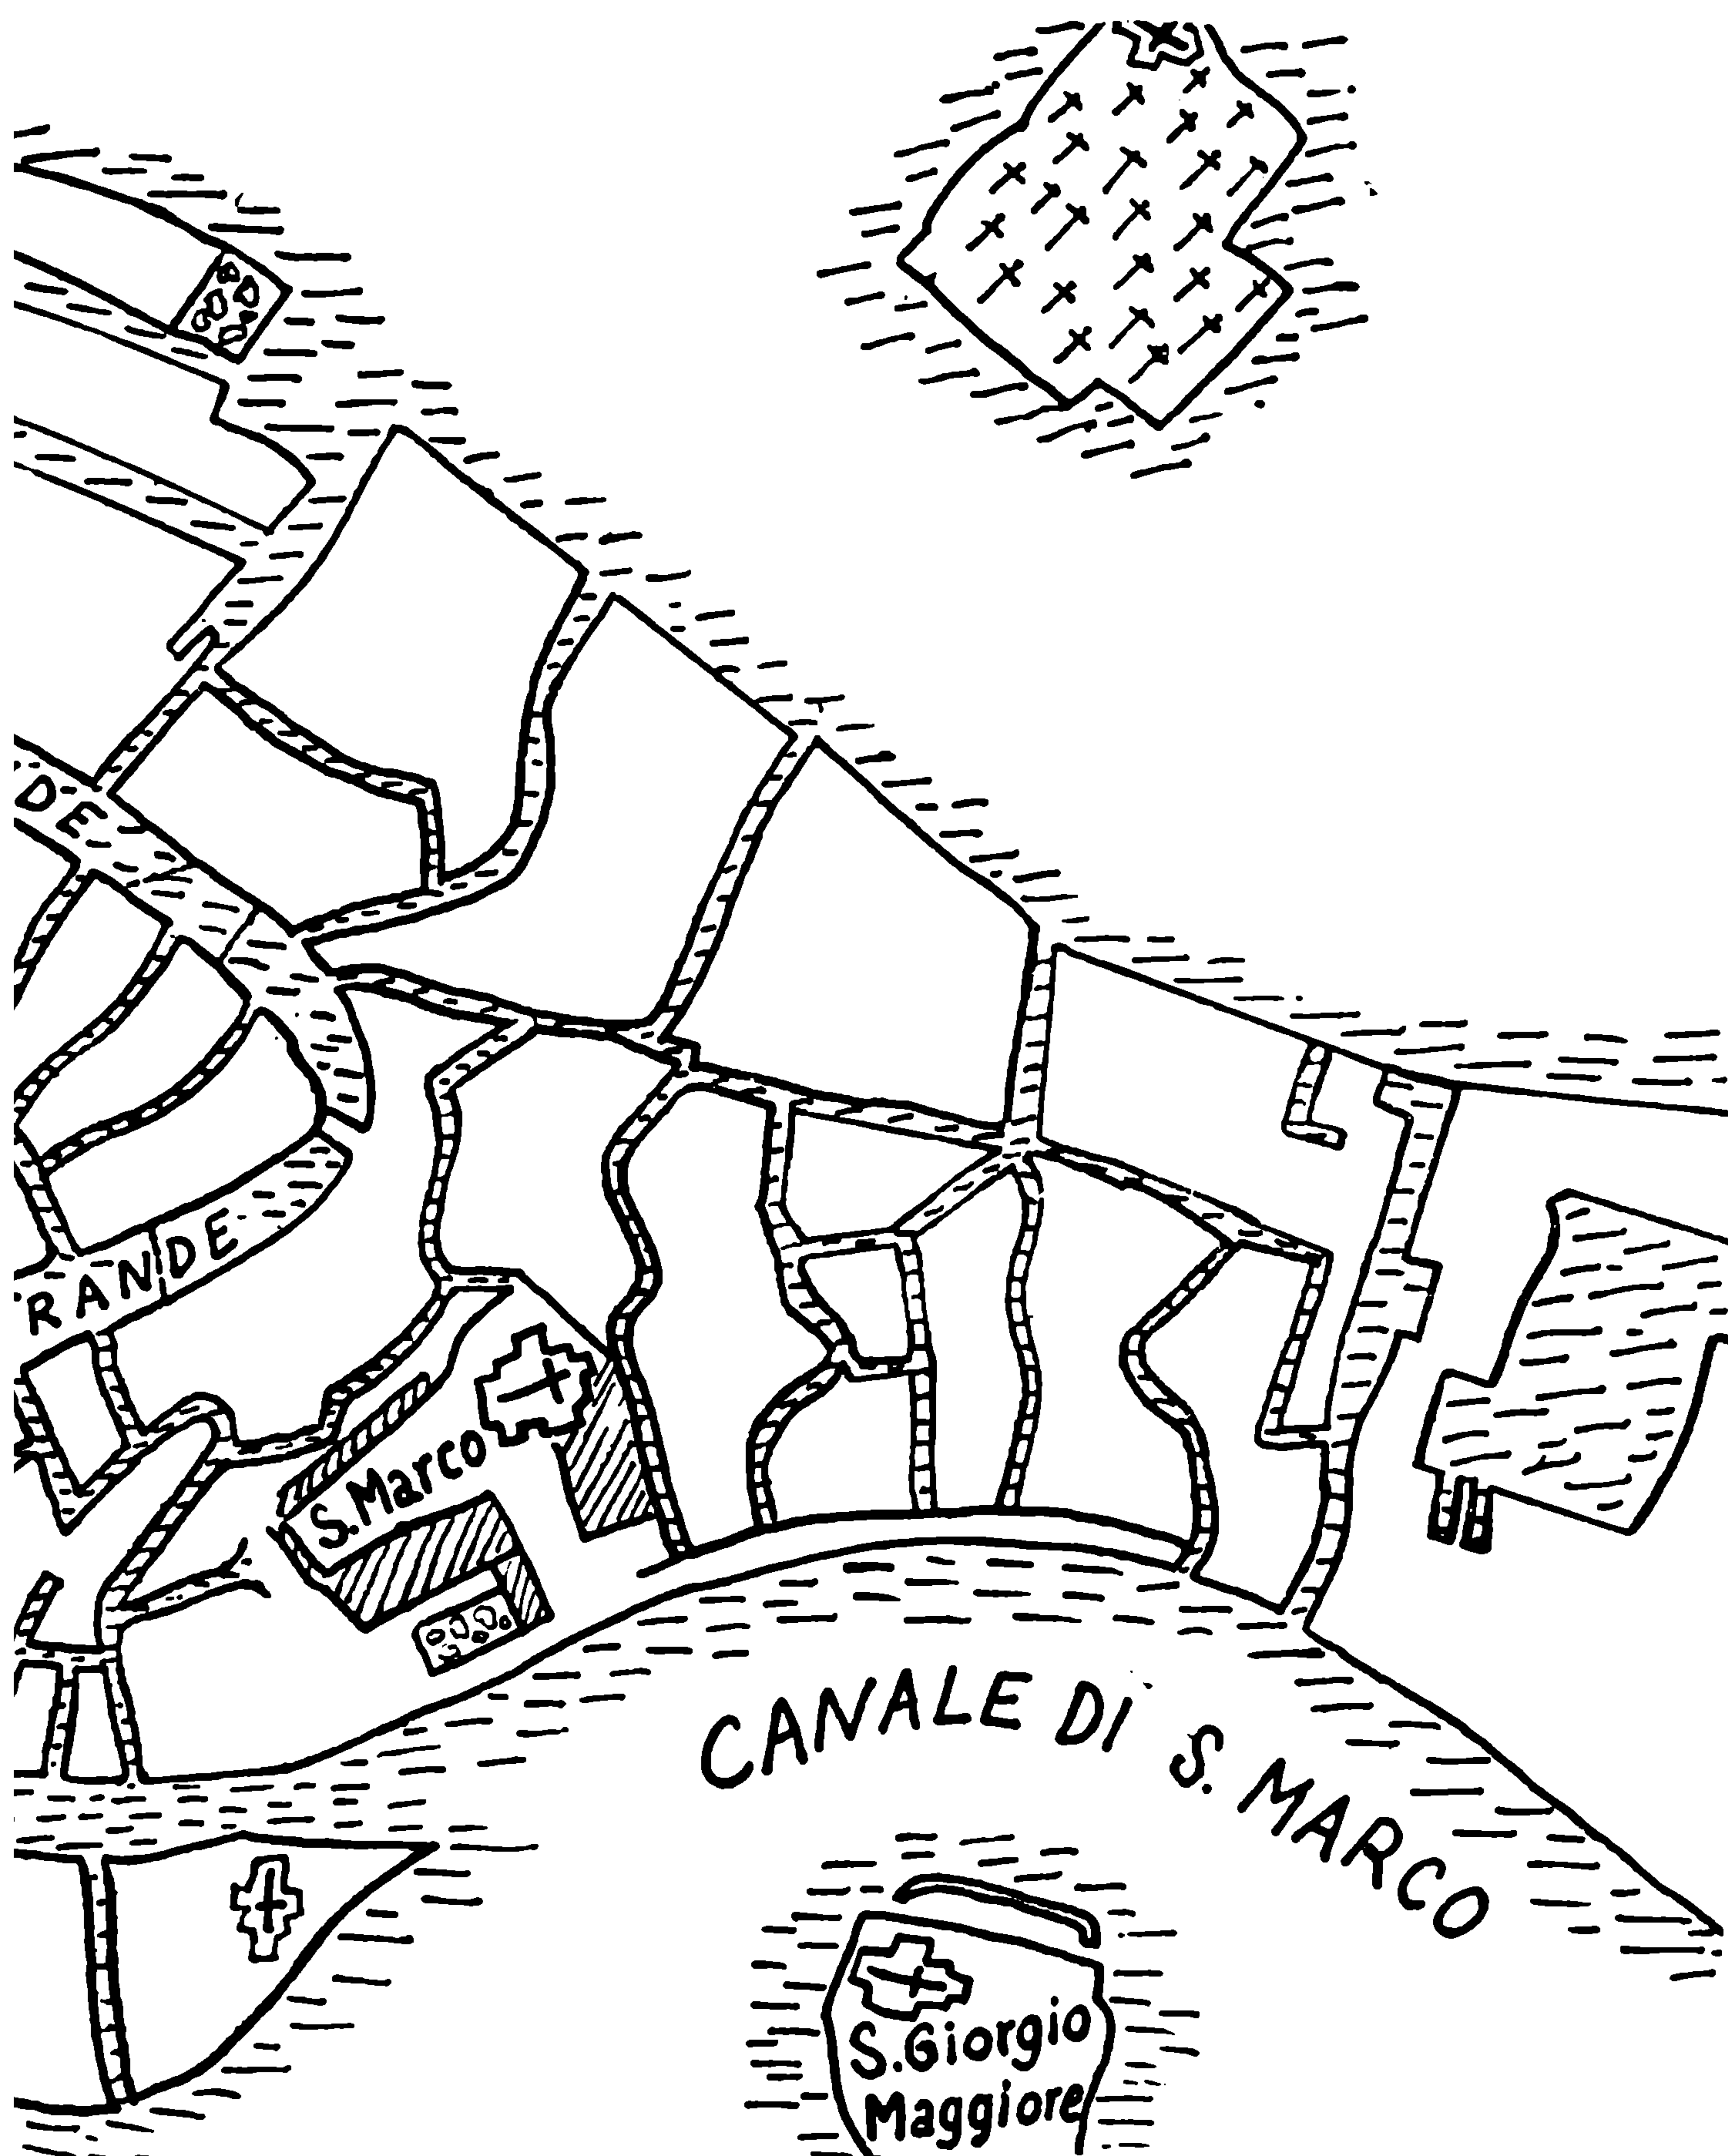 DE
RANDE
S. Marco
CANALE DI S. MARCO
S. Giorgio
Maggiore